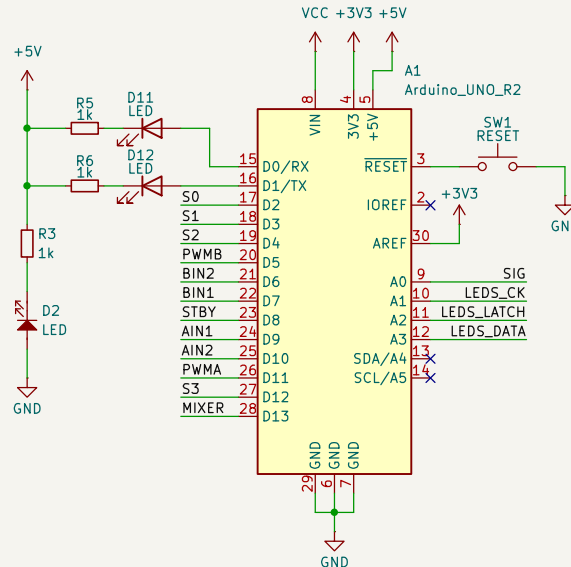 VCC +3V3 +5V
+5V
A1
Arduino_UNO_R2
R5
1k
D11
LED
8
4
5
VIN
3V3
+5V
SW1
RESET
R6
1k
D12
LED
15 D0/RX
16 D1/TX
S0 17 D2
S1 18 D3
S2 19 D4
PWMB 20 D5
BIN2 21 D6
BIN1 22 D7
STBY 23 D8
AIN1 24 D9
AIN2 25 D10
PWMA 26 D11
S3 27 D12
MIXER 28 D13
RESET 3
IOREF 2
+3V3
AREF 30
A0 9 SIG
A1 10 LEDS_CK
A2 11 LEDS_LATCH
A3 12 LEDS_DATA
SDA/A4 13
SCL/A5 14
R3
1k
D2
LED
GND
GND
GND
GND
29
6
7
GND